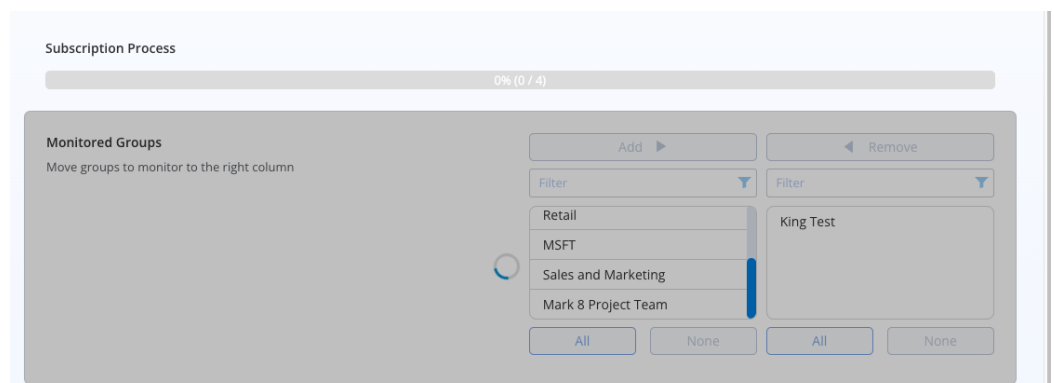 Subscription Process
0% (0 / 4)
Monitored Groups
Move groups to monitor to the right column
Add
Remove
Filter
Filter
Retail
MSFT
Sales and Marketing
Mark 8 Project Team
King Test
All
None
All
None